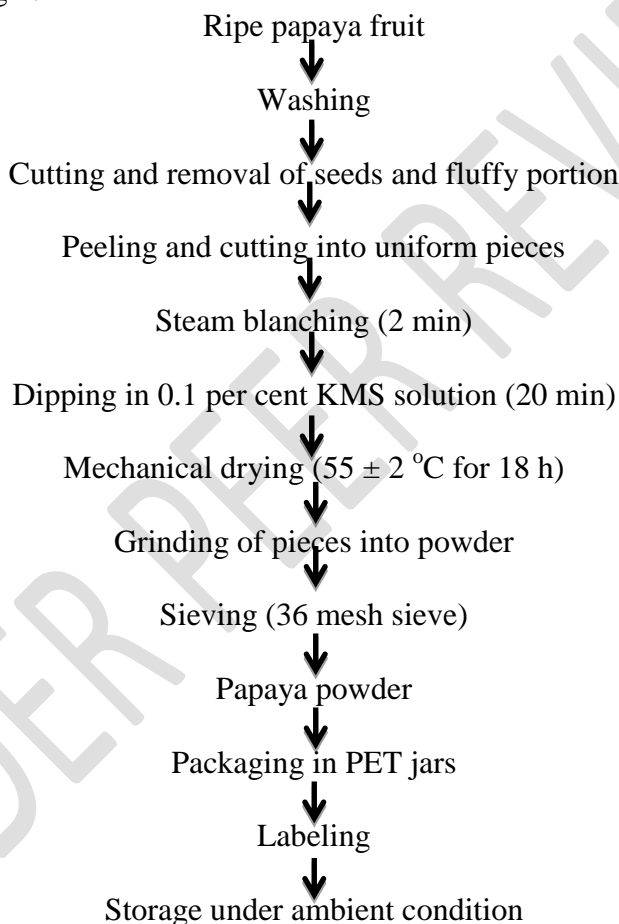 Ripe papaya fruit
Washing
Cutting and removal of seeds and fluffy portion
Peeling and cutting into uniform pieces
Steam blanching (2 min)
Dipping in 0.1 per cent KMS solution (20 min)
Mechanical drying (55 ± 2 °C for 18 h)
Grinding of pieces into powder
Sieving (36 mesh sieve)
Papaya powder
Packaging in PET jars
Labeling
Storage under ambient condition
DER PEER REVI